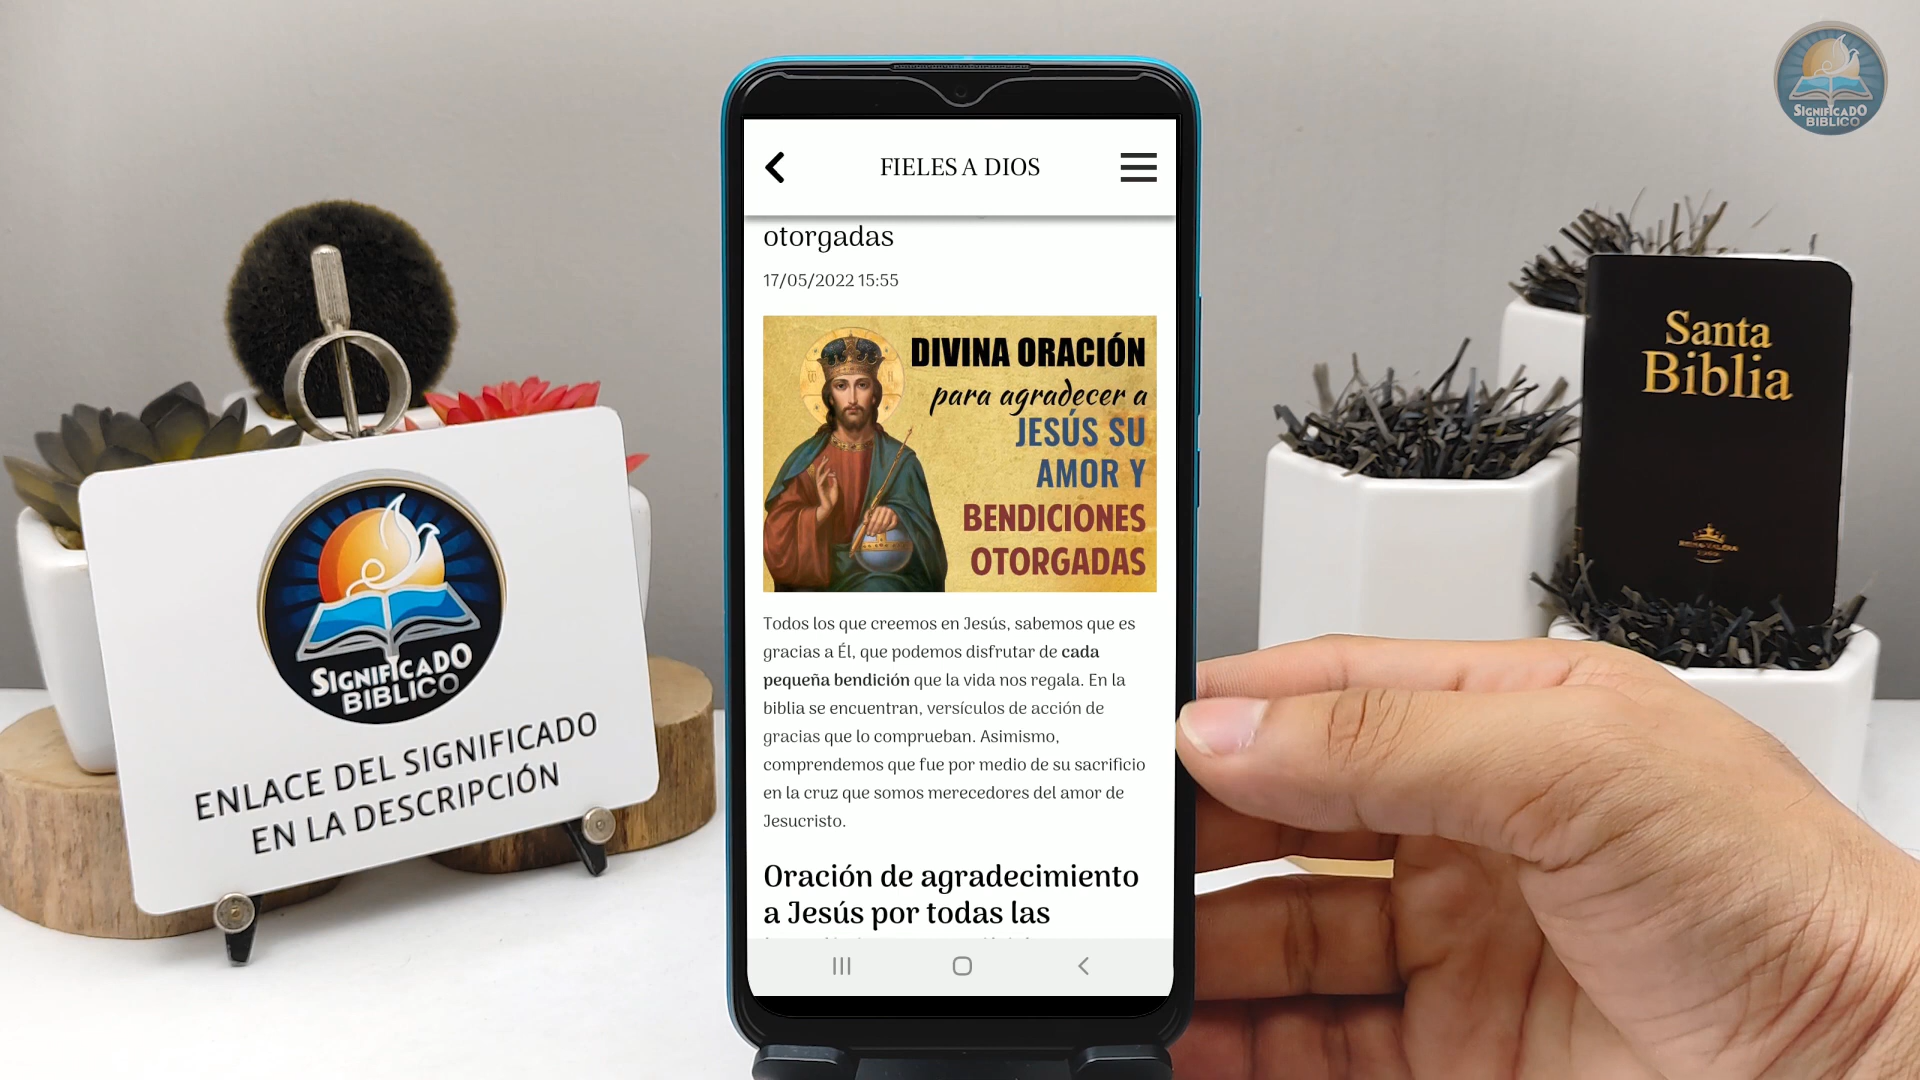 SIGNIFICADO
BIBLICO
FIELES A DIOS
otorgadas
17/05/2022 15:55
DIVINA ORACIÓN
para agradecer a
JESÚS SU
AMOR Y
BENDICIONES
OTORGADAS
Todos los que creemos en Jesús, sabemos que es
gracias a Él, que podemos disfrutar de cada
pequeña bendición que la vida nos regala. En la
biblia se encuentran, versículos de acción de
gracias que lo comprueban. Asimismo,
comprendemos que fue por medio de su sacrificio
en la cruz que somos merecedores del amor de
Jesucristo.
Oración de agradecimiento
a Jesús por todas las
SIGNIFICADO
BIBLICO
ENLACE DEL SIGNIFICADO
EN LA DESCRIPCIÓN
Santa
Biblia